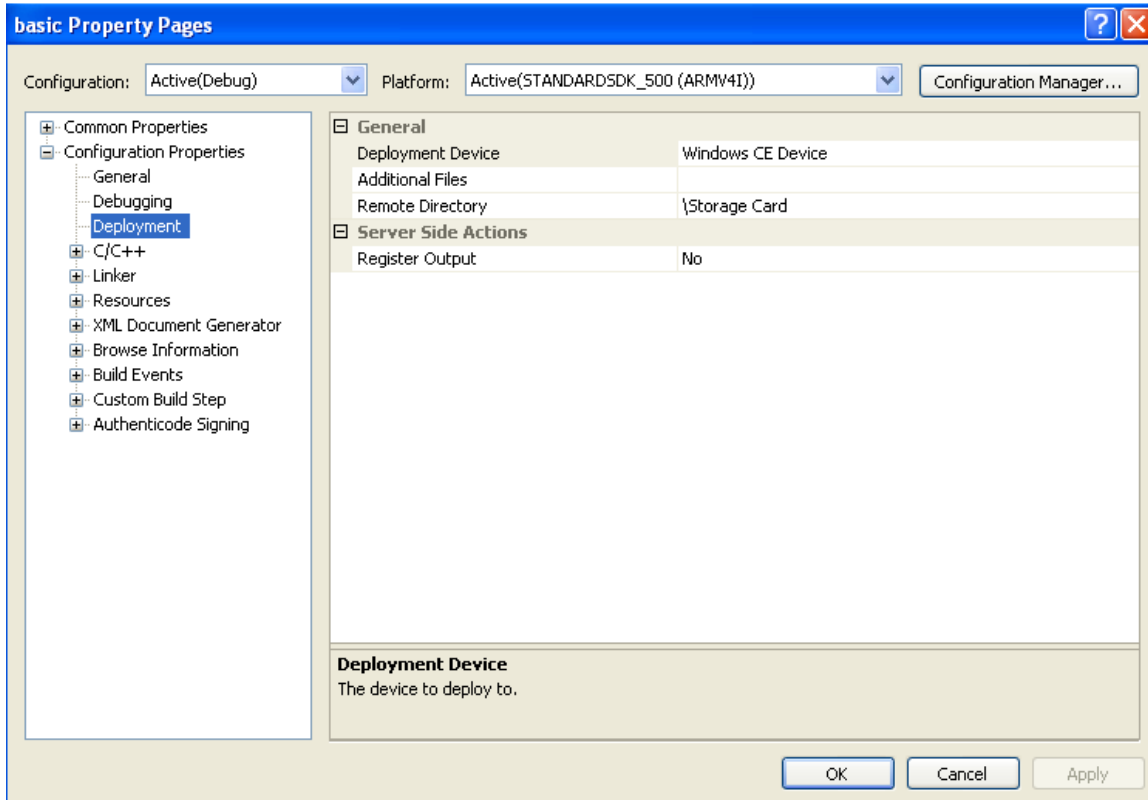 basic Property Pages
Configuration: Active(Debug) Platform: Active(STANDARDSDK_500 (ARMV4I)) Configuration Manager...
Common Properties
Configuration Properties
General
Debugging
Deployment
C/C++
Linker
Resources
XML Document Generator
Browse Information
Build Events
Custom Build Step
Authenticode Signing
General
Deployment Device Windows CE Device
Additional Files
Remote Directory \Storage Card
Server Side Actions
Register Output No
Deployment Device
The device to deploy to.
OK Cancel Apply